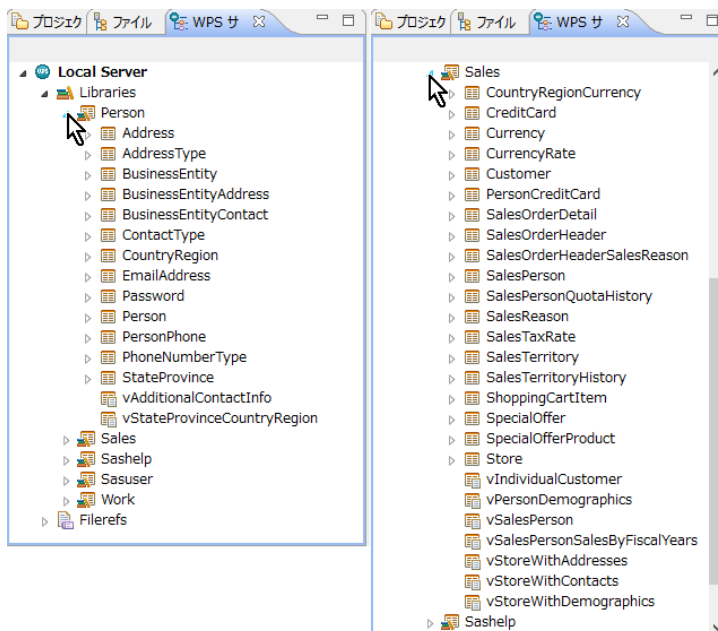 プロジェク ファイル WPS サ
Local Server
Libraries
Person
Address
AddressType
BusinessEntity
BusinessEntityAddress
BusinessEntityContact
ContactType
CountryRegion
EmailAddress
Password
Person
PersonPhone
PhoneNumberType
StateProvince
vAdditionalContactInfo
vStateProvinceCountryRegion
Sales
Sashelp
Sasuser
Work
Filerefs
プロジェク ファイル WPS サ
Sales
CountryRegionCurrency
CreditCard
Currency
CurrencyRate
Customer
PersonCreditCard
SalesOrderDetail
SalesOrderHeader
SalesOrderHeaderSalesReason
SalesPerson
SalesPersonQuotaHistory
SalesReason
SalesTaxRate
SalesTerritory
SalesTerritoryHistory
ShoppingCartItem
SpecialOffer
SpecialOfferProduct
Store
vIndividualCustomer
vPersonDemographics
vSalesPerson
vSalesPersonSalesByFiscalYears
vStoreWithAddresses
vStoreWithContacts
vStoreWithDemographics
Sashelp